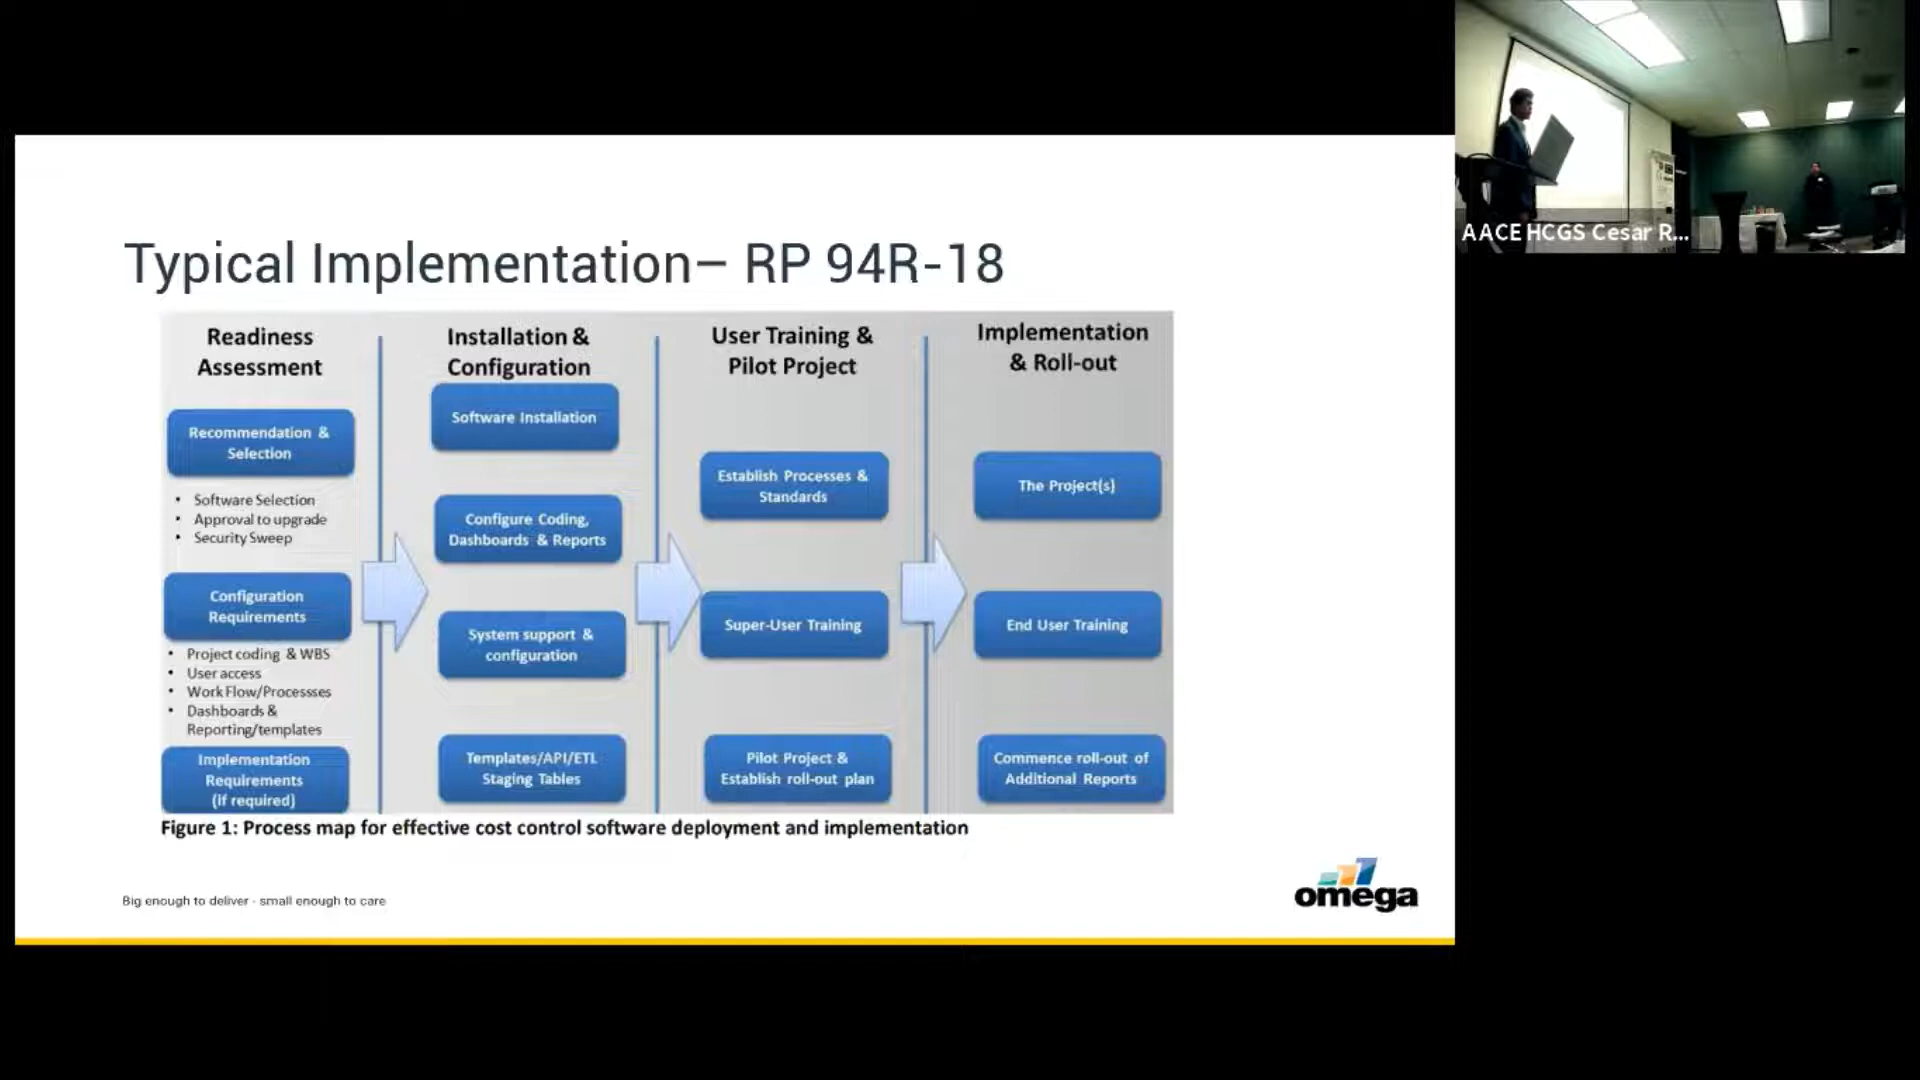 AACE HCGS Cesar R...
Typical Implementation– RP 94R-18
Readiness
Assessment
Recommendation &
Selection
• Software Selection
• Approval to upgrade
• Security Sweep
Configuration
Requirements
• Project coding & WBS
• User access
• Work Flow/Processses
• Dashboards &
Reporting/templates
Implementation
Requirements
(If required)
Installation &
Configuration
Software Installation
Configure Coding,
Dashboards & Reports
System support &
configuration
Templates/API/ETL
Staging Tables
User Training &
Pilot Project
Establish Processes &
Standards
Super-User Training
Pilot Project &
Establish roll-out plan
Implementation
& Roll-out
The Project(s)
End User Training
Commence roll-out of
Additional Reports
Figure 1: Process map for effective cost control software deployment and implementation
Big enough to deliver - small enough to care
omega